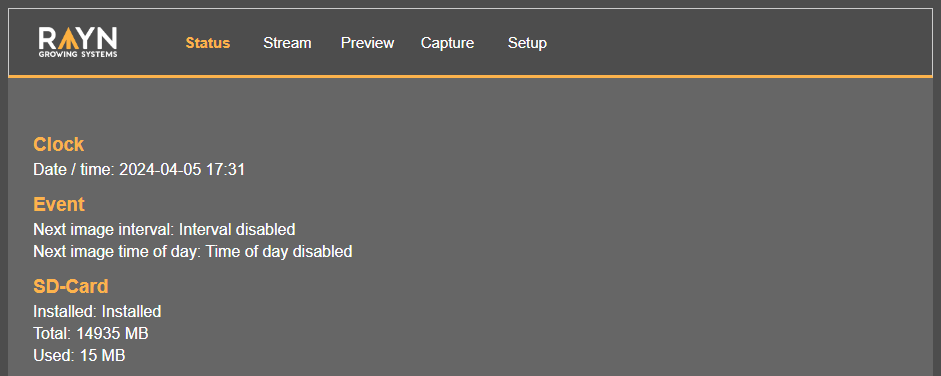 RAYN
GROWING SYSTEMS
Status Stream Preview Capture Setup
Clock
Date / time: 2024-04-05 17:31
Event
Next image interval: Interval disabled
Next image time of day: Time of day disabled
SD-Card
Installed: Installed
Total: 14935 MB
Used: 15 MB